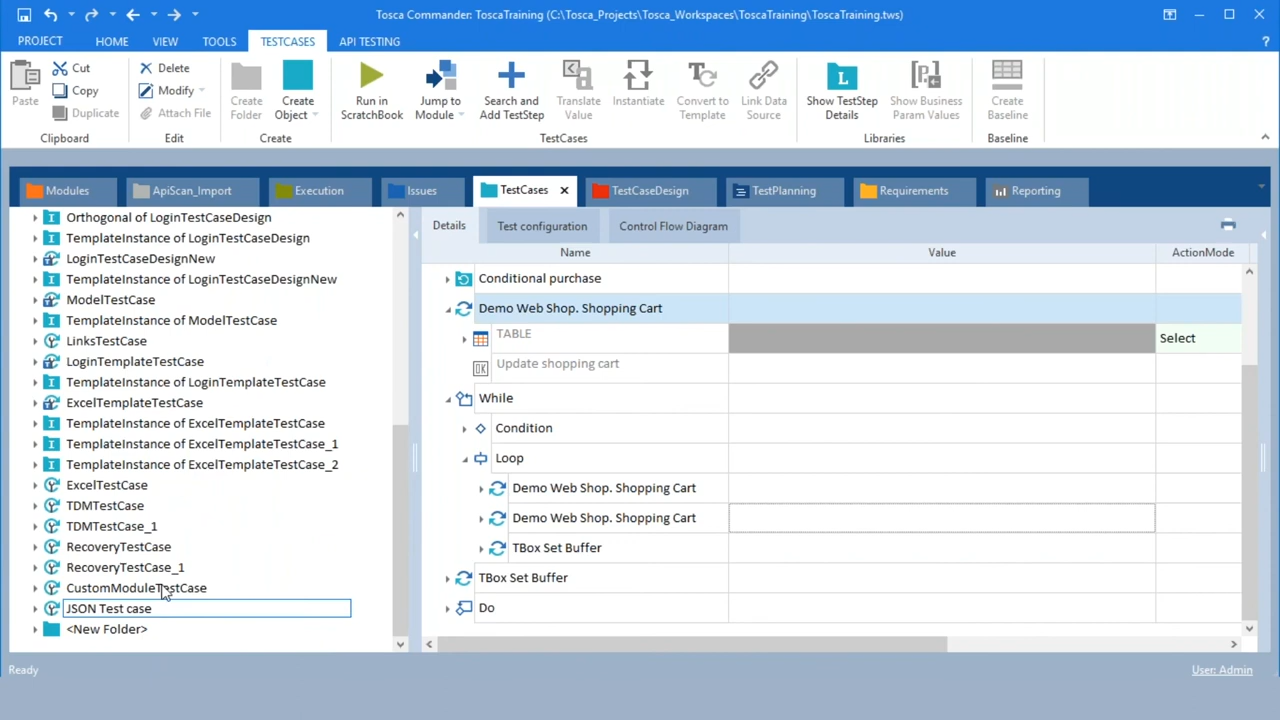 Tosca Commander: ToscaTraining (C:\Tosca_Projects\Tosca_Workspaces\ToscaTraining\ToscaTraining.tws)
PROJECT HOME VIEW TOOLS TESTCASES API TESTING ?
Paste Cut Copy Duplicate
Delete Modify Attach File
Create Folder Create Object
Run in ScratchBook Jump to Module Search and Add TestStep Translate Value Instantiate Convert to Template Link Data Source
Show TestStep Details Show Business Param Values Create Baseline
Clipboard Edit Create TestCases Libraries Baseline
Modules ApiScan_Import Execution Issues TestCases TestCaseDesign TestPlanning Requirements Reporting
Orthogonal of LoginTestCaseDesign
TemplateInstance of LoginTestCaseDesign
LoginTestCaseDesignNew
TemplateInstance of LoginTestCaseDesignNew
ModelTestCase
TemplateInstance of ModelTestCase
LinksTestCase
LoginTemplateTestCase
TemplateInstance of LoginTemplateTestCase
ExcelTemplateTestCase
TemplateInstance of ExcelTemplateTestCase
TemplateInstance of ExcelTemplateTestCase_1
TemplateInstance of ExcelTemplateTestCase_2
ExcelTestCase
TDMTestCase
TDMTestCase_1
RecoveryTestCase
RecoveryTestCase_1
CustomModuleTestCase
JSON Test case
<New Folder>
Details Test configuration Control Flow Diagram
Name Value ActionMode
Conditional purchase
Demo Web Shop. Shopping Cart
TABLE Select
OK Update shopping cart
While
Condition
Loop
Demo Web Shop. Shopping Cart
Demo Web Shop. Shopping Cart
TBox Set Buffer
TBox Set Buffer
Do
Ready User: Admin